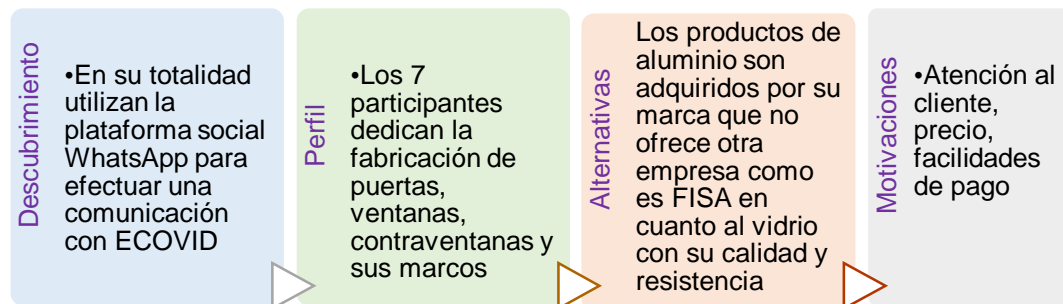 Descubrimiento
•En su totalidad
utilizan la
plataforma social
WhatsApp para
efectuar una
comunicación
con ECOVID
Perfil
•Los 7
participantes
dedican la
fabricación de
puertas,
ventanas,
contraventanas y
sus marcos
Alternativas
Los productos de
aluminio son
adquiridos por su
marca que no
ofrece otra
empresa como
es FISA en
cuanto al vidrio
con su calidad y
resistencia
Motivaciones
•Atención al
cliente,
precio,
facilidades
de pago